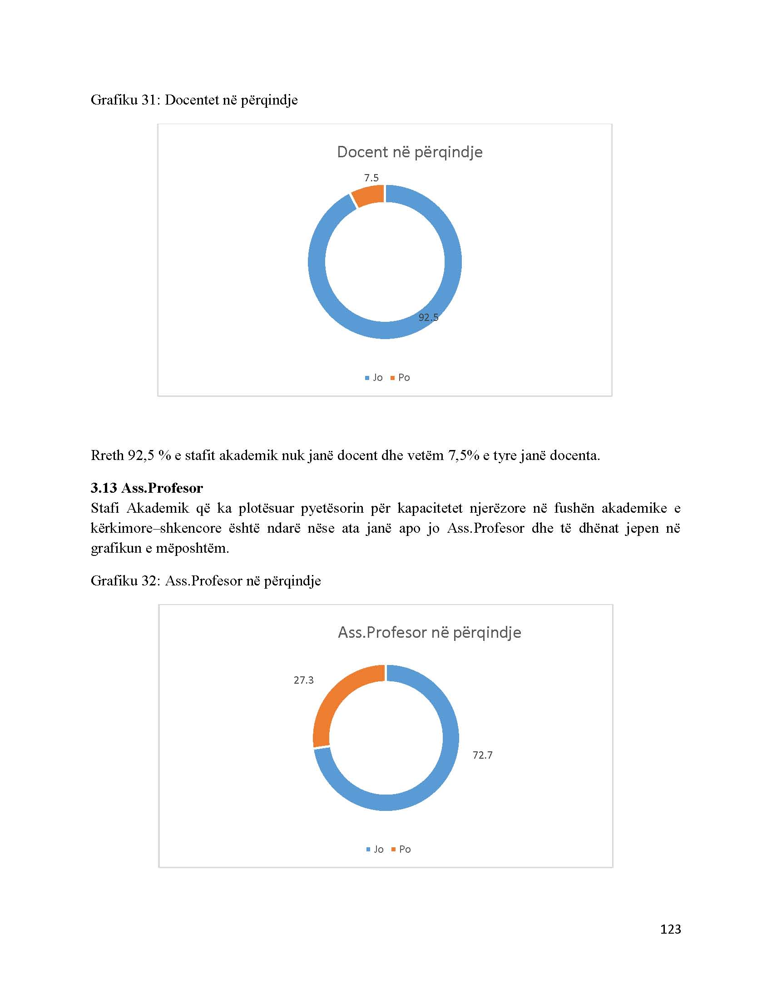 Grafiku 31: Docentet në përqindje
Docent në përqindje
7.5
92.5
Jo Po
Rreth 92,5 % e stafit akademik nuk janë docent dhe vetëm 7,5% e tyre janë docenta.
3.13 Ass.Profesor
Stafi Akademik që ka plotësuar pyetësorin për kapacitetet njerëzore në fushën akademike e
kërkimore–shkencore është ndarë nëse ata janë apo jo Ass.Profesor dhe të dhënat jepen në
grafikun e mëposhtëm.
Grafiku 32: Ass.Profesor në përqindje
Ass.Profesor në përqindje
27.3
72.7
Jo Po
123